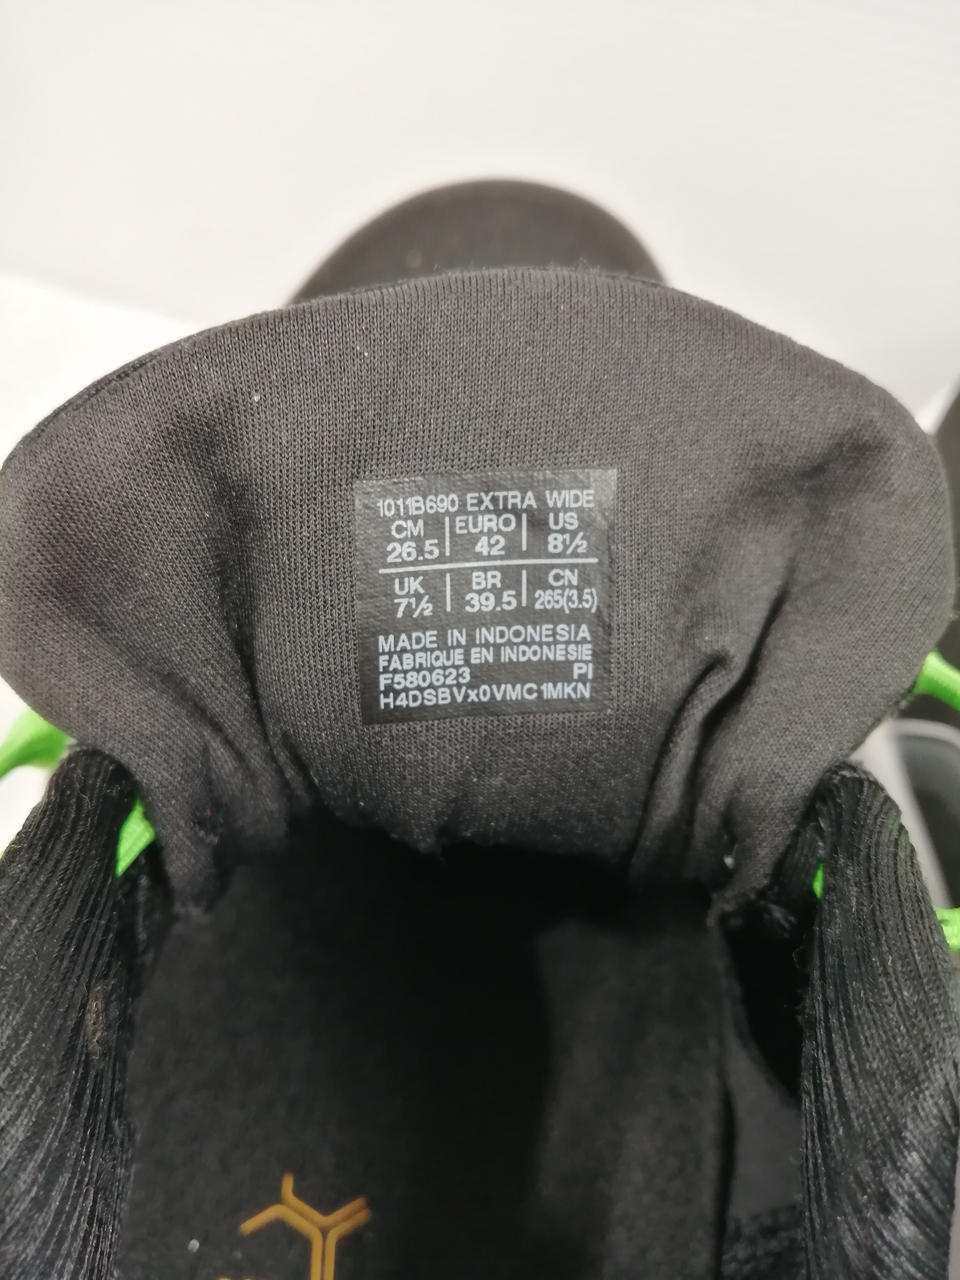 1011B690 EXTRA WIDE
CM | EURO | US
26.5 | 42 | 8½
UK | BR | CN
7½ | 39.5 | 265(3.5)
MADE IN INDONESIA
FABRIQUE EN INDONESIE
F580623 PI
H4DSBVx0VMC1MKN